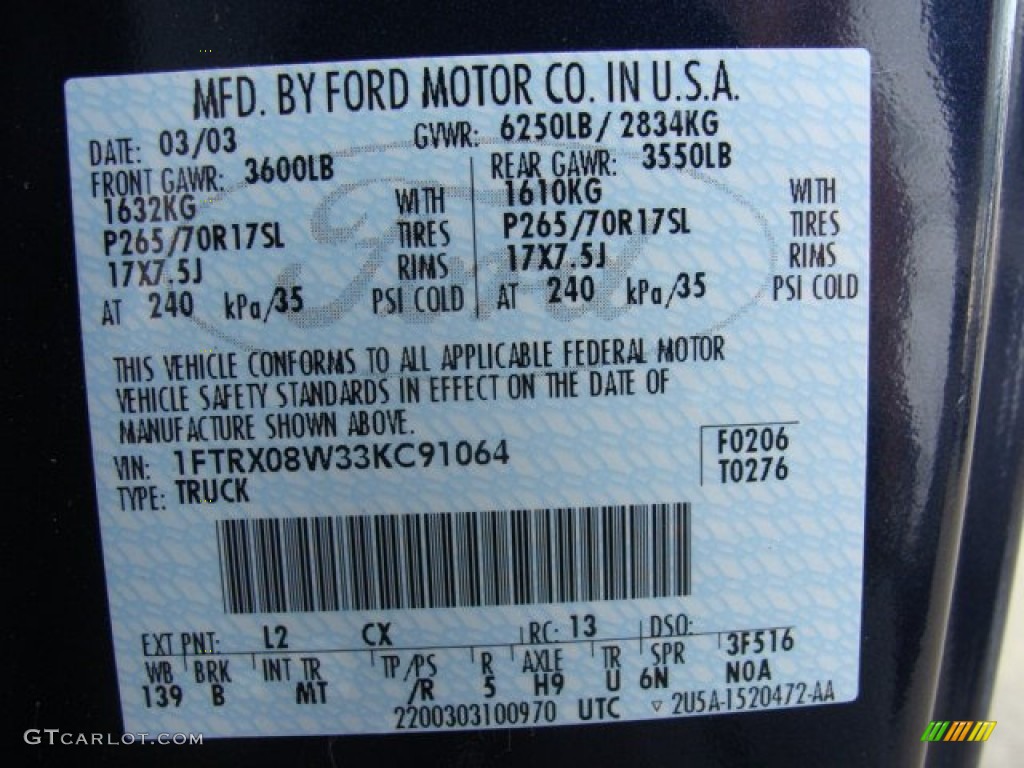 MFD. BY FORD MOTOR CO. IN U.S.A.
DATE: 03/03 GVWR: 6250LB/ 2834KG
FRONT GAWR: 3600LB REAR GAWR: 3550LB
1632KG WITH 1610KG WITH
P265/70R17SL TIRES P265/70R17SL TIRES
17X7.5J RIMS 17X7.5J RIMS
AT 240 kPa/35 PSI COLD AT 240 kPa/35 PSI COLD
THIS VEHICLE CONFORMS TO ALL APPLICABLE FEDERAL MOTOR
VEHICLE SAFETY STANDARDS IN EFFECT ON THE DATE OF
MANUFACTURE SHOWN ABOVE.
VIN: 1FTRX08W33KC91064 F0206
TYPE: TRUCK T0276
EXT PNT: L2 CX RC: 13 DSO: 3F516
WB BRK INT TR TP/PS R AXLE TR SPR N0A
139 B MT /R 5 H9 U 6N
2200303100970 UTC ▽ 2U5A-1520472-AA
Ford
GTCARLOT.COM